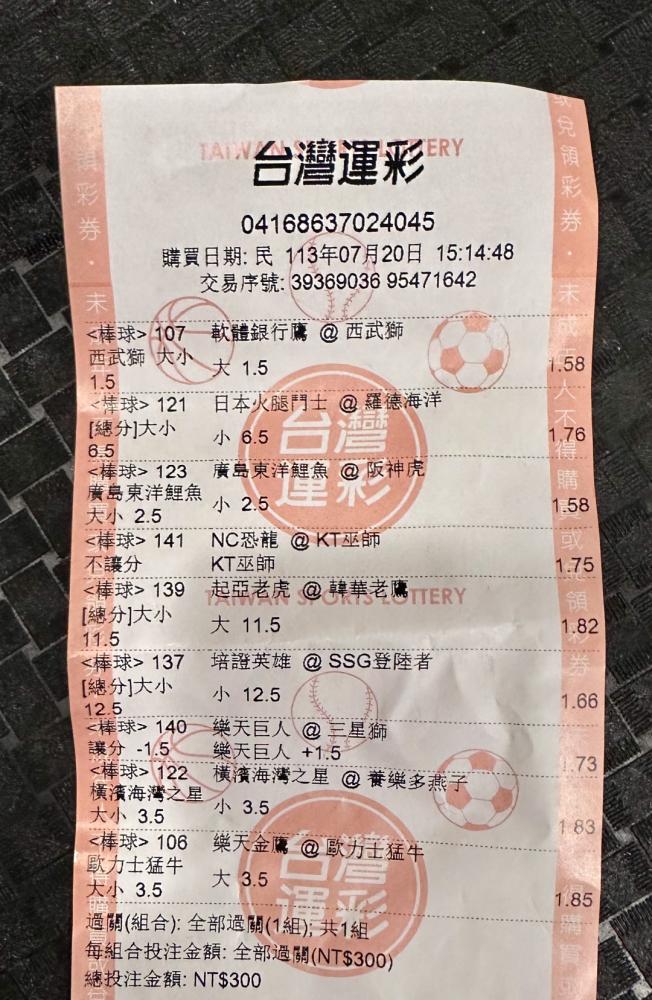 TAIWAN SPORTS LOTTERY
台灣運彩
04168637024045
購買日期: 民 113年07月20日 15:14:48
交易序號: 39369036 95471642
<棒球> 107 軟體銀行鷹 @ 西武獅
西武獅 大小 大 1.5 1.58
1.5
<棒球> 121 日本火腿鬥士 @ 羅德海洋
[總分]大小 小 6.5 1.76
6.5
<棒球> 123 廣島東洋鯉魚 @ 阪神虎
廣島東洋鯉魚 小 2.5 1.58
大小 2.5
<棒球> 141 NC恐龍 @ KT巫師
不讓分 KT巫師 1.75
<棒球> 139 起亞老虎 @ 韓華老鷹
TAIWAN SPORTS LOTTERY
[總分]大小 大 11.5 1.82
11.5
<棒球> 137 培證英雄 @ SSG登陸者
[總分]大小 小 12.5 1.66
12.5
<棒球> 140 樂天巨人 @ 三星獅
讓分 -1.5 樂天巨人 +1.5 1.73
<棒球> 122 橫濱海灣之星 @ 養樂多燕子
橫濱海灣之星 小 3.5 1.83
大小 3.5
<棒球> 106 樂天金鷹 @ 歐力士猛牛
歐力士猛牛 大 3.5 1.85
大小 3.5
過關(組合): 全部過關(1組); 共1組
每組合投注金額: 全部過關(NT$300)
總投注金額: NT$300
台灣運彩
台灣運彩